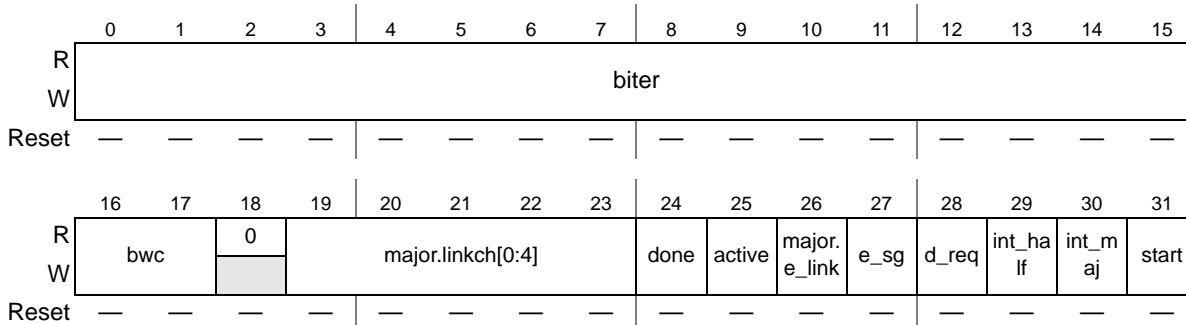 0 1 2 3 4 5 6 7 8 9 10 11 12 13 14 15
R
biter
W
Reset — — — — — — — — — — — — — — — —
16 17 18 19 20 21 22 23 24 25 26 27 28 29 30 31
R bwc 0 major.linkch[0:4] done active major. e_link e_sg d_req int_ha lf int_m aj start
W
Reset — — — — — — — — — — — — — — — —